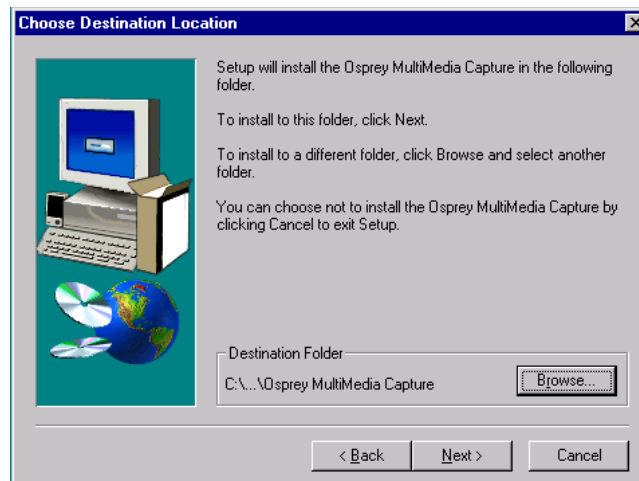 Choose Destination Location
Setup will install the Osprey MultiMedia Capture in the following
folder.
To install to this folder, click Next.
To install to a different folder, click Browse and select another
folder.
You can choose not to install the Osprey MultiMedia Capture by
clicking Cancel to exit Setup.
Destination Folder
C:\...\Osprey MultiMedia Capture
Browse...
< Back
Next >
Cancel